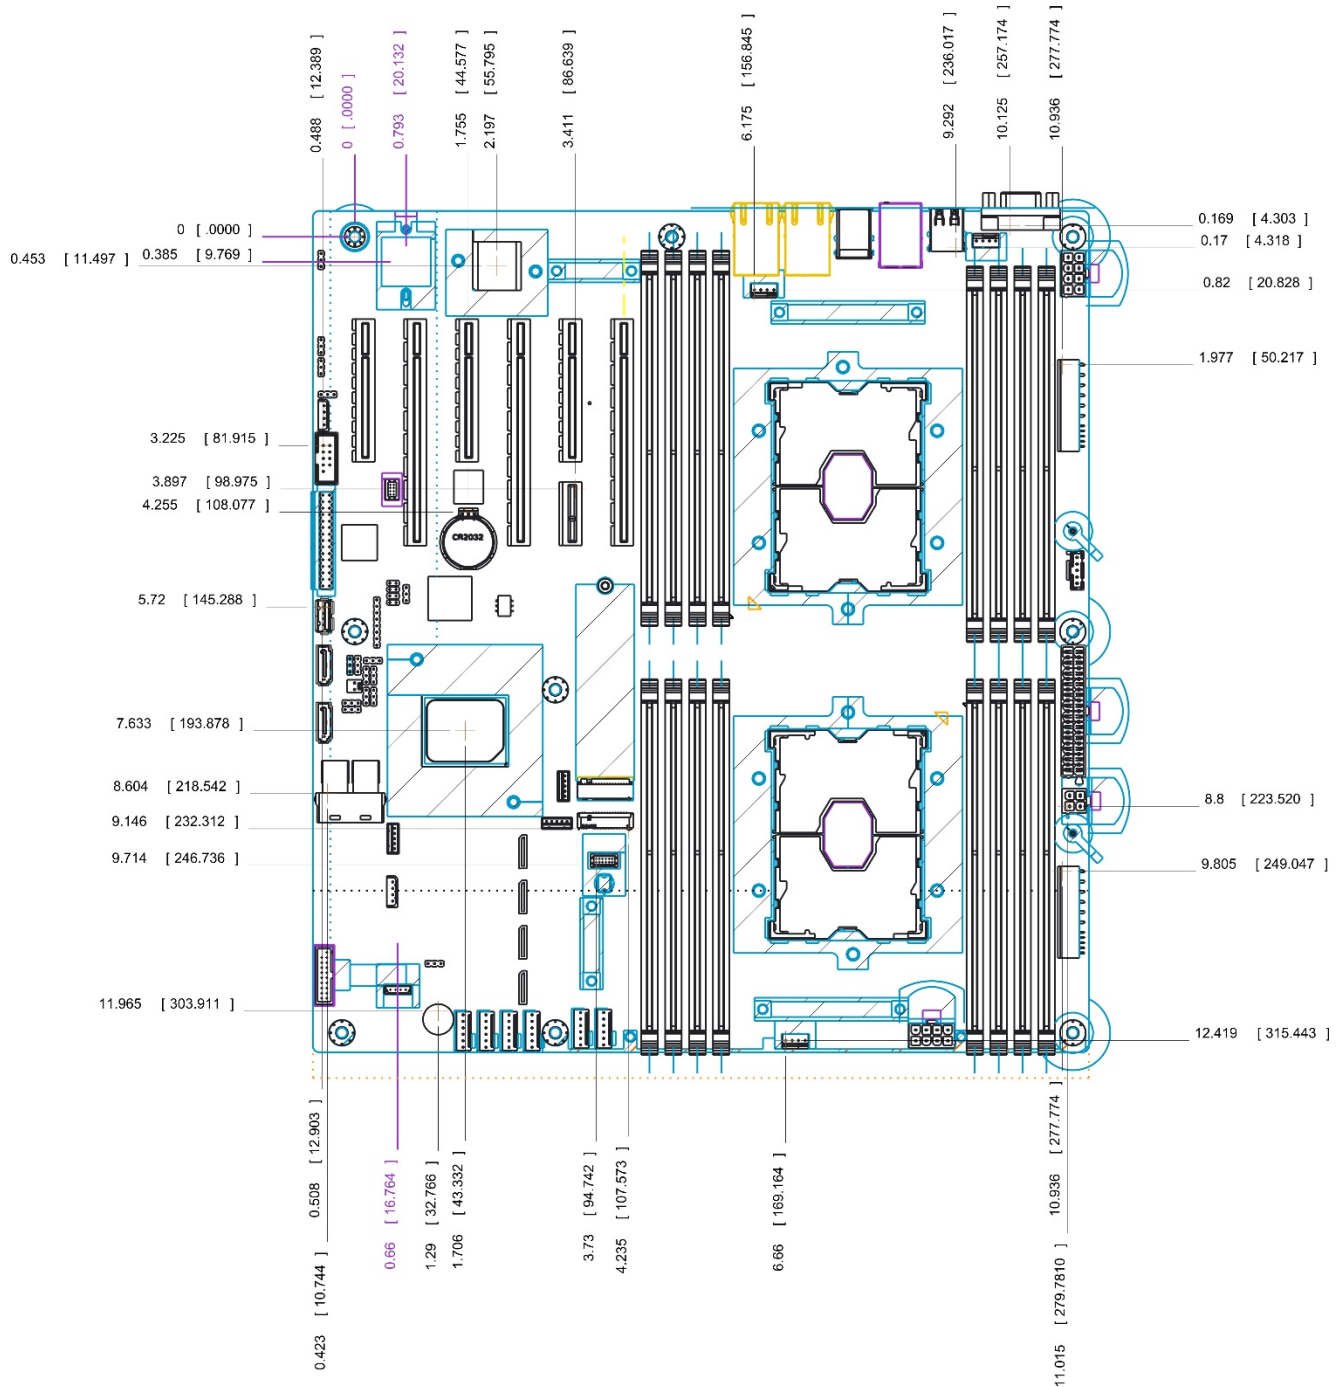 0.488 [ 12.389 ]
0 [ .0000 ]
0.793 [ 20.132 ]
1.755 [ 44.577 ]
2.197 [ 55.795 ]
3.411 [ 86.639 ]
6.175 [ 156.845 ]
9.292 [ 236.017 ]
10.125 [ 257.174 ]
10.936 [ 277.774 ]
0 [ .0000 ]
0.453 [ 11.497 ]
0.385 [ 9.769 ]
0.169 [ 4.303 ]
0.17 [ 4.318 ]
0.82 [ 20.828 ]
1.977 [ 50.217 ]
3.225 [ 81.915 ]
3.897 [ 98.975 ]
4.255 [ 108.077 ]
CR2032
5.72 [ 145.288 ]
7.633 [ 193.878 ]
8.604 [ 218.542 ]
8.8 [ 223.520 ]
9.146 [ 232.312 ]
9.714 [ 246.736 ]
9.805 [ 249.047 ]
11.965 [ 303.911 ]
12.419 [ 315.443 ]
0.508 [ 12.903 ]
0.423 [ 10.744 ]
0.66 [ 16.764 ]
1.29 [ 32.766 ]
1.706 [ 43.332 ]
3.73 [ 94.742 ]
4.235 [ 107.573 ]
6.66 [ 169.164 ]
10.936 [ 277.774 ]
11.015 [ 279.7810 ]